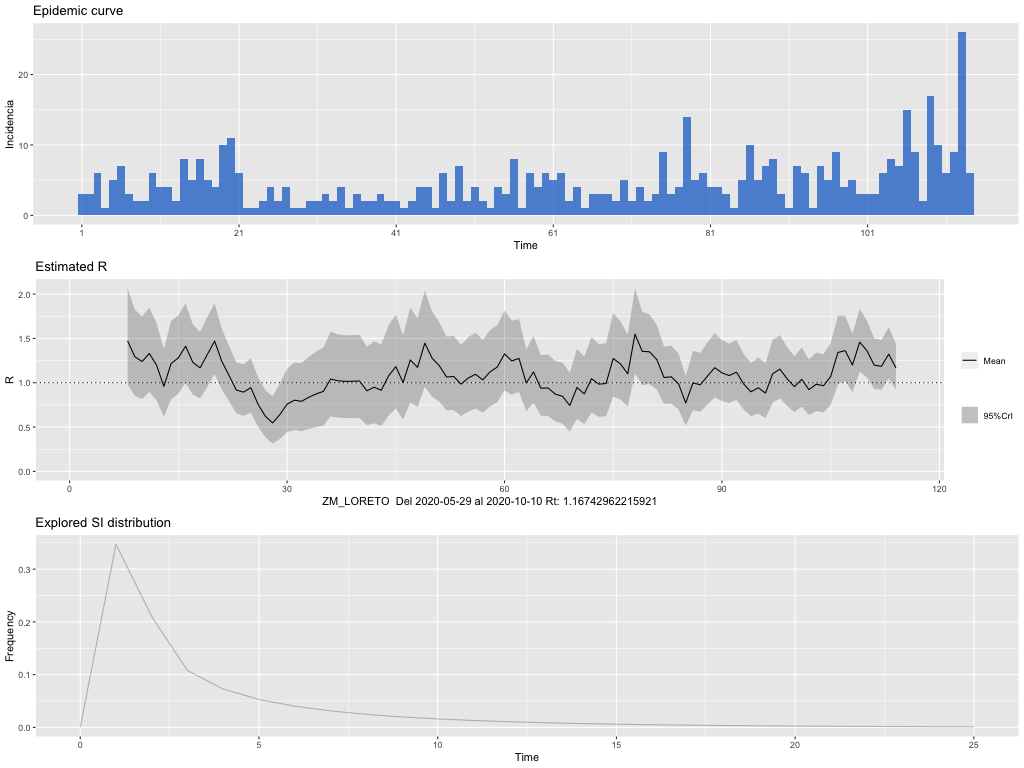 Epidemic curve
Incidencia
20
10
0
1 21 41 61 81 101
Time
Estimated R
R
2.0
1.5
1.0
0.5
0.0
0 30 60 90 120
Mean
95%CrI
ZM_LORETO Del 2020-05-29 al 2020-10-10 Rt: 1.16742962215921
Explored SI distribution
Frequency
0.3
0.2
0.1
0.0
0 5 10 15 20 25
Time